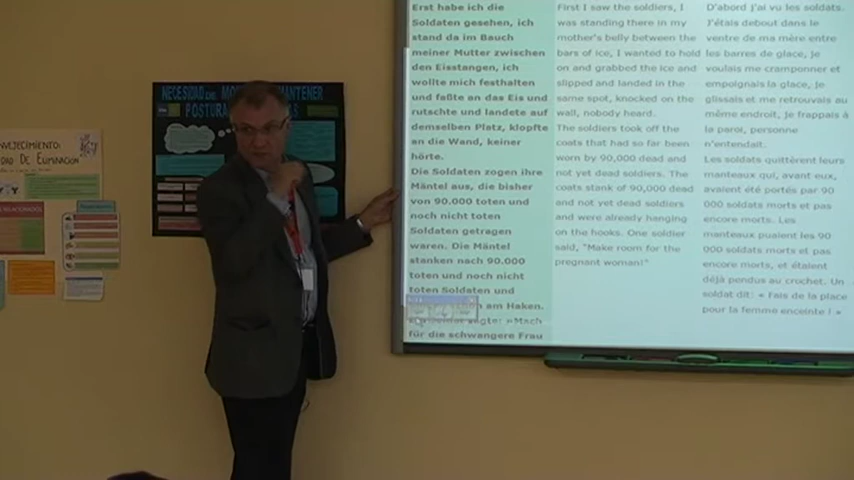 NECESIDAD
MANTENER
POSTURA
NVEJECIMIENTO:
DAD DE ELIMINACIÓN
Erst habe ich die
Soldaten gesehen, ich
stand da im Bauch
meiner Mutter zwischen
den Eisstangen, ich
wollte mich festhalten
und faßte an das Eis und
rutschte und landete auf
demselben Platz, klopfte
an die Wand, keiner
hörte.
Die Soldaten zogen ihre
Mäntel aus, die bisher
von 90.000 toten und
noch nicht toten
Soldaten getragen
waren. Die Mäntel
stanken nach 90.000
toten und noch nicht
toten Soldaten und
am Haken.
sagte: »Mach
für die schwangere Frau
First I saw the soldiers, I
was standing there in my
mother's belly between the
bars of ice, I wanted to hold
on and grabbed the ice and
slipped and landed in the
same spot, knocked on the
wall, nobody heard.
The soldiers took off the
coats that had so far been
worn by 90,000 dead and
not yet dead soldiers. The
coats stank of 90,000 dead
and not yet dead soldiers
and were already hanging
on the hooks. One soldier
said, "Make room for the
pregnant woman!"
D'abord j'ai vu les soldats.
J'étais debout dans le
ventre de ma mère entre
les barres de glace, je
voulais me cramponner et
empoignais la glace, je
glissais et me retrouvais au
même endroit, je frappais à
la paroi, personne
n'entendait.
Les soldats quittèrent leurs
manteaux qui, avant eux,
avaient été portés par 90
000 soldats morts et pas
encore morts. Les
manteaux puaient les 90
000 soldats morts et pas
encore morts, et étaient
déjà pendus au crochet. Un
soldat dit: « Fais de la place
pour la femme enceinte ! »